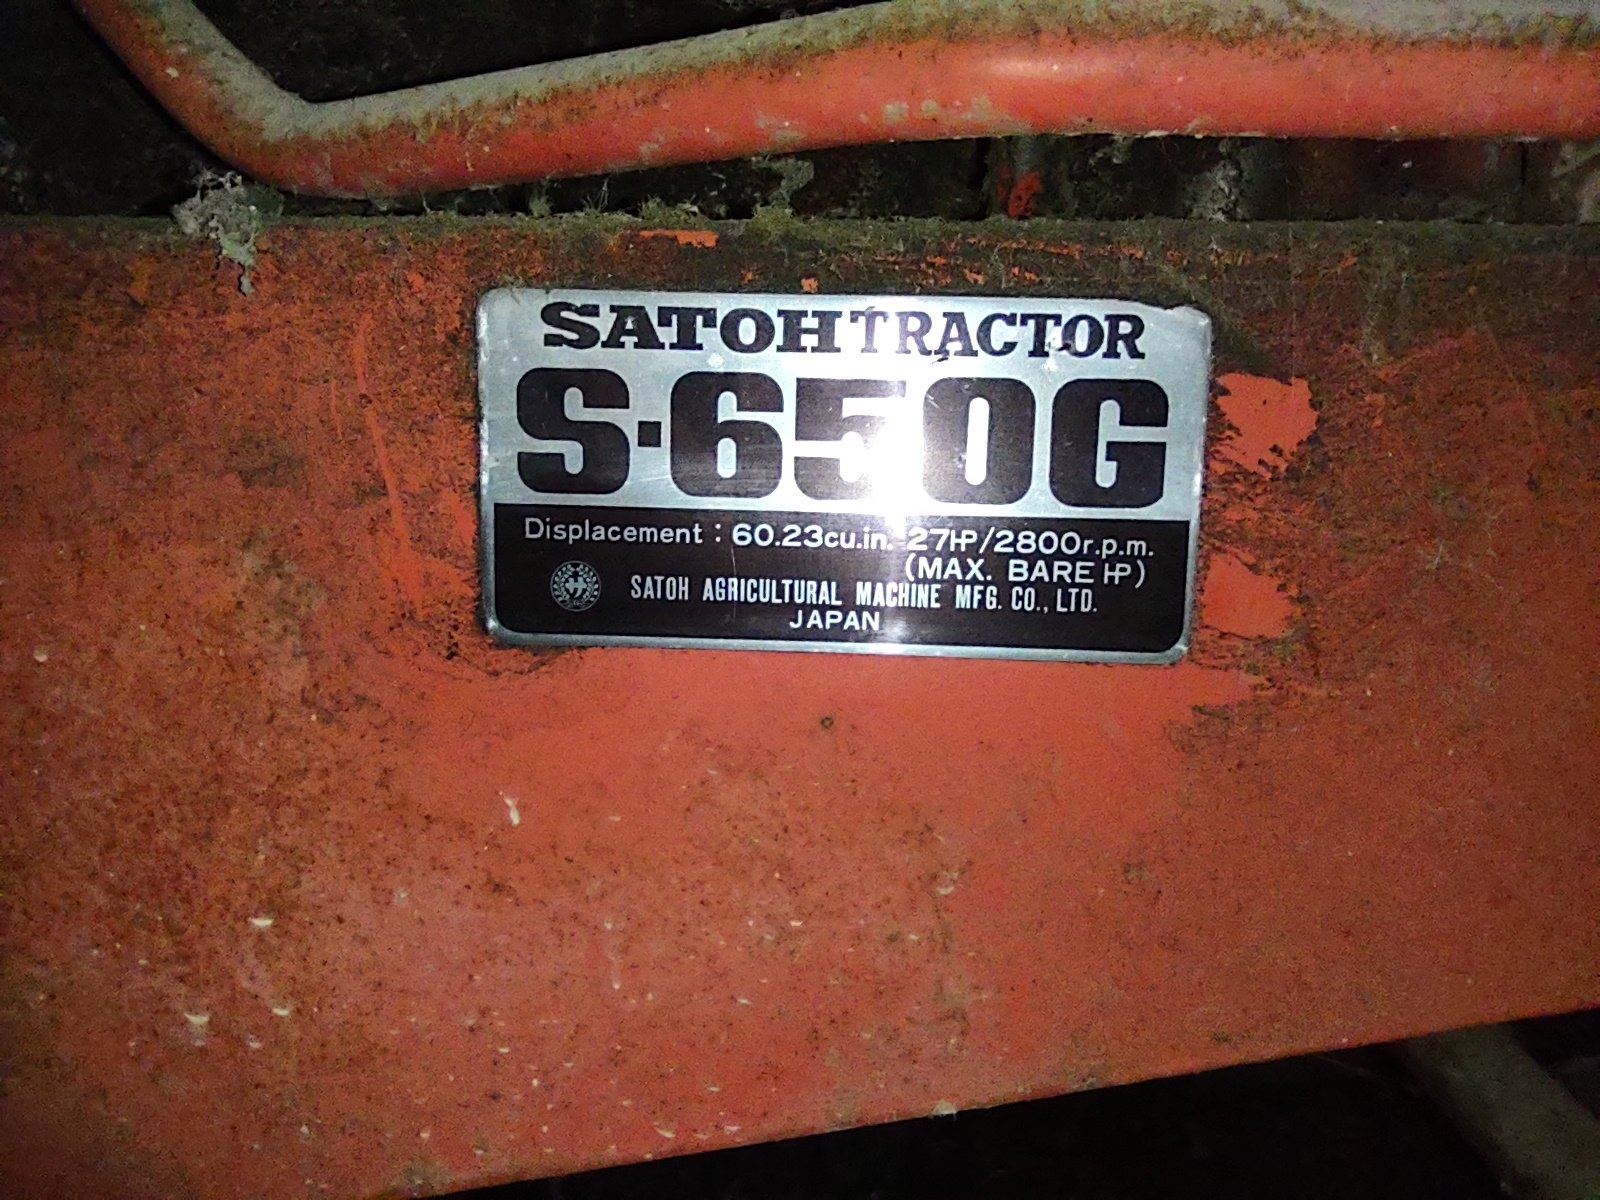 SATOH TRACTOR
S-650G
Displacement : 60.23cu.in. 27HP/2800r.p.m.
(MAX. BARE HP)
SATOH AGRICULTURAL MACHINE MFG. CO., LTD.
JAPAN